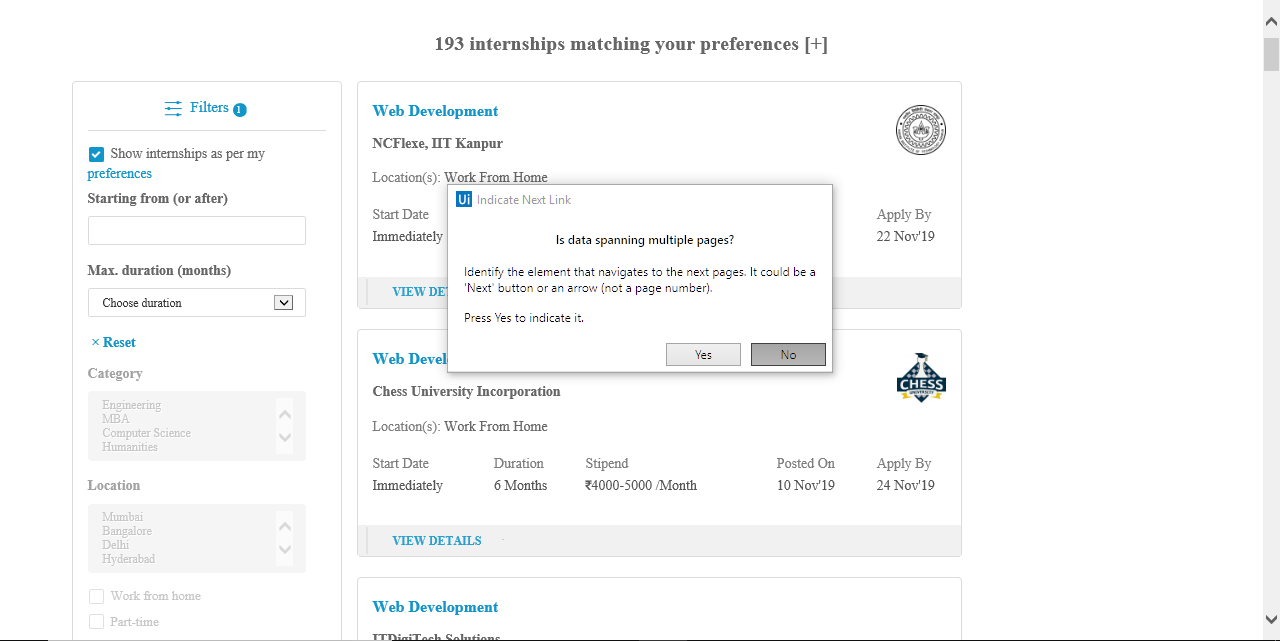 193 internships matching your preferences [+]
Filters 1
Show internships as per my
preferences
Starting from (or after)
Max. duration (months)
Choose duration
× Reset
Category
Engineering
MBA
Computer Science
Humanities
Location
Mumbai
Bangalore
Delhi
Hyderabad
Work from home
Part-time
Web Development
NCFlexe, IIT Kanpur
Location(s): Work From Home
Start Date Apply By
Immediately 22 Nov'19
VIEW DE
Ui Indicate Next Link
Is data spanning multiple pages?
Identify the element that navigates to the next pages. It could be a
'Next' button or an arrow (not a page number).
Press Yes to indicate it.
Yes No
Web Devel
CHESS
UNIVERSITY
Chess University Incorporation
Location(s): Work From Home
Start Date Duration Stipend Posted On Apply By
Immediately 6 Months ₹4000-5000 /Month 10 Nov'19 24 Nov'19
VIEW DETAILS
Web Development
ITDigiTech Solutions